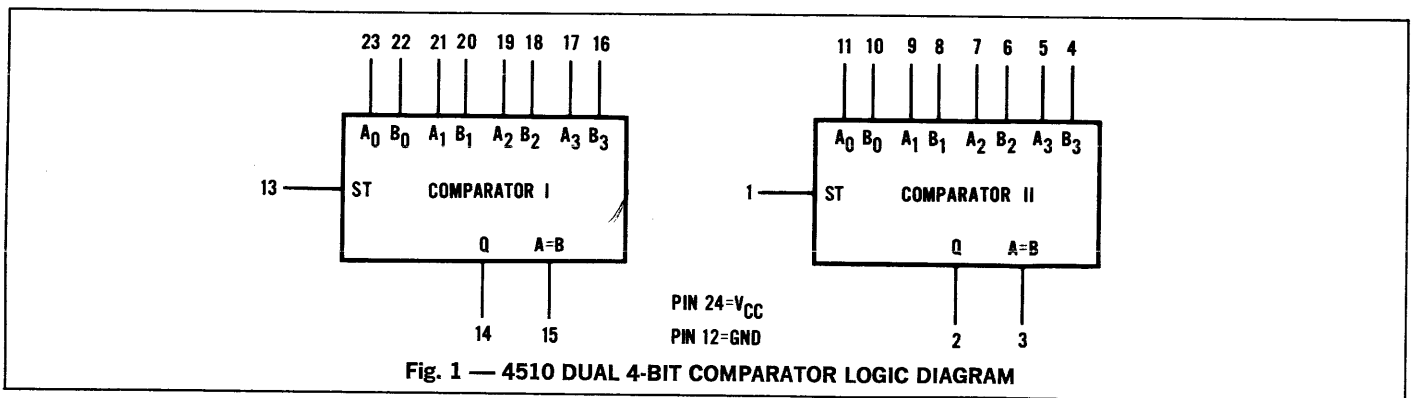 23 22 21 20 19 18 17 16
A0 B0 A1 B1 A2 B2 A3 B3
13 ST COMPARATOR I
Q A=B
14 15
11 10 9 8 7 6 5 4
A0 B0 A1 B1 A2 B2 A3 B3
1 ST COMPARATOR II
Q A=B
2 3
PIN 24=VCC
PIN 12=GND
Fig. 1 — 4510 DUAL 4-BIT COMPARATOR LOGIC DIAGRAM